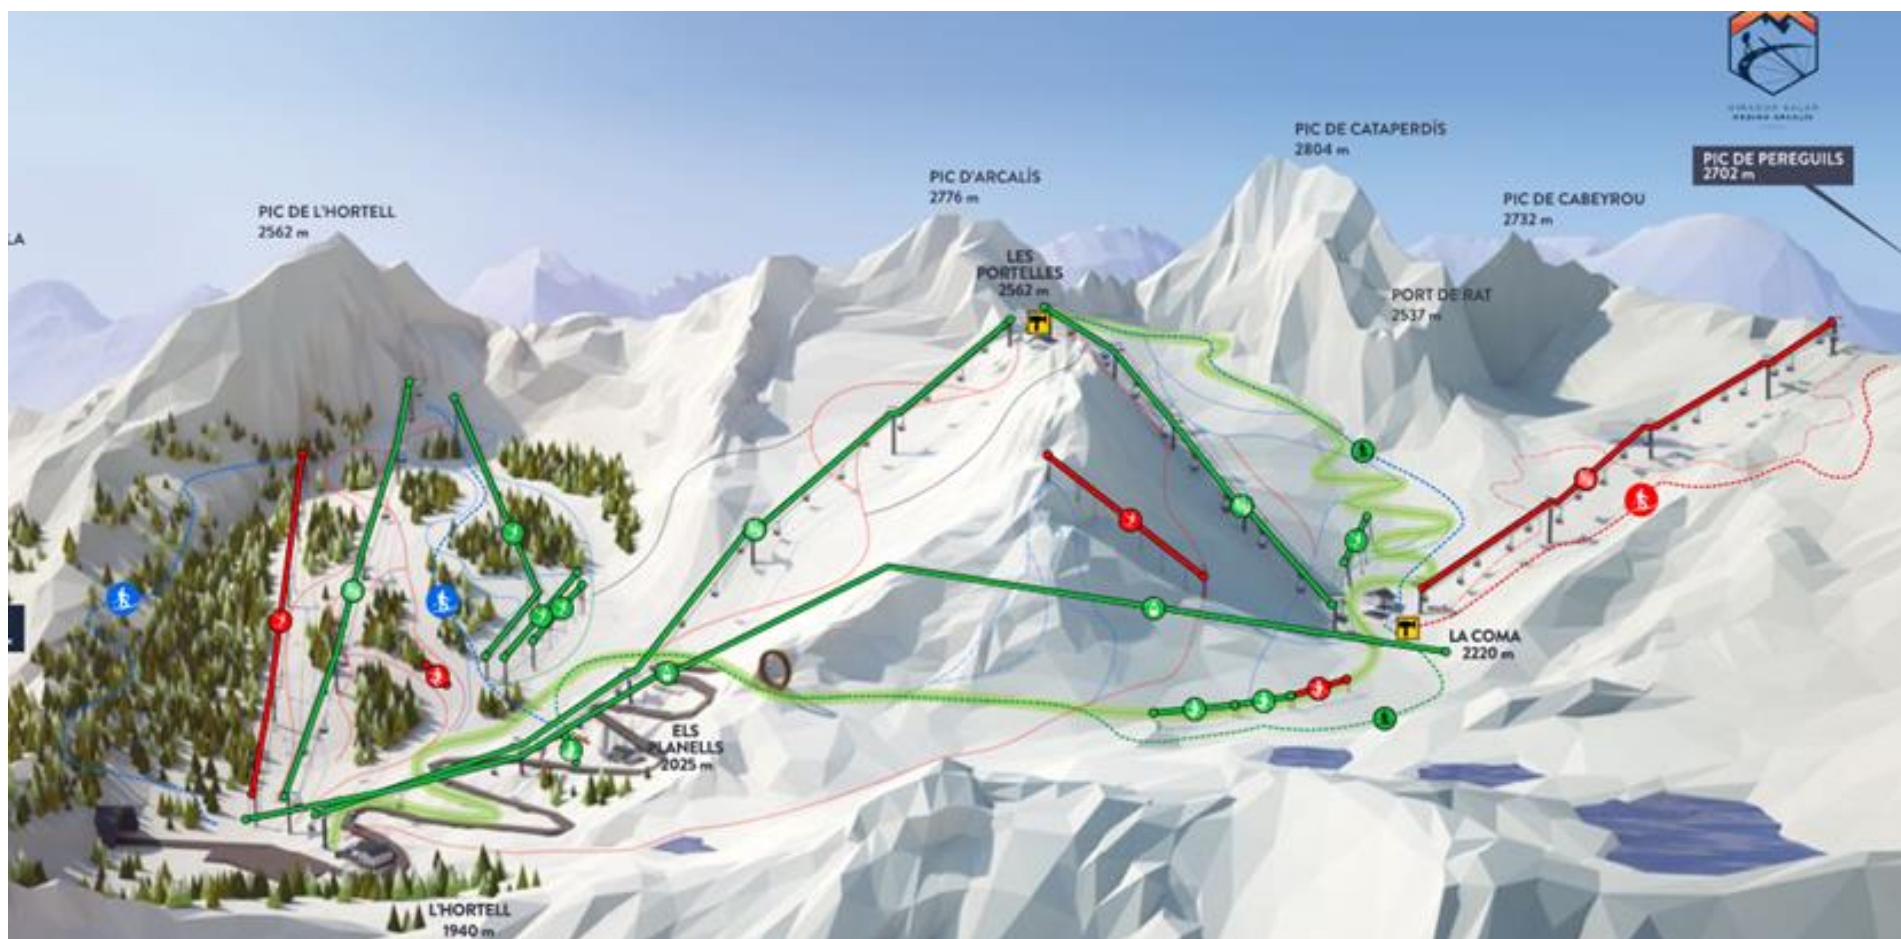 LA
PIC DE L'HORTELL
2562 m
PIC D'ARCALÍS
2776 m
LES
PORTELLES
2562 m
PIC DE CATAPERDÍS
2804 m
PORT DE RAT
2537 m
PIC DE CABEYROU
2732 m
PIC DE PEREGUILS
2702 m
LA COMA
2220 m
ELS
PLANELLS
2025 m
L'HORTELL
1940 m